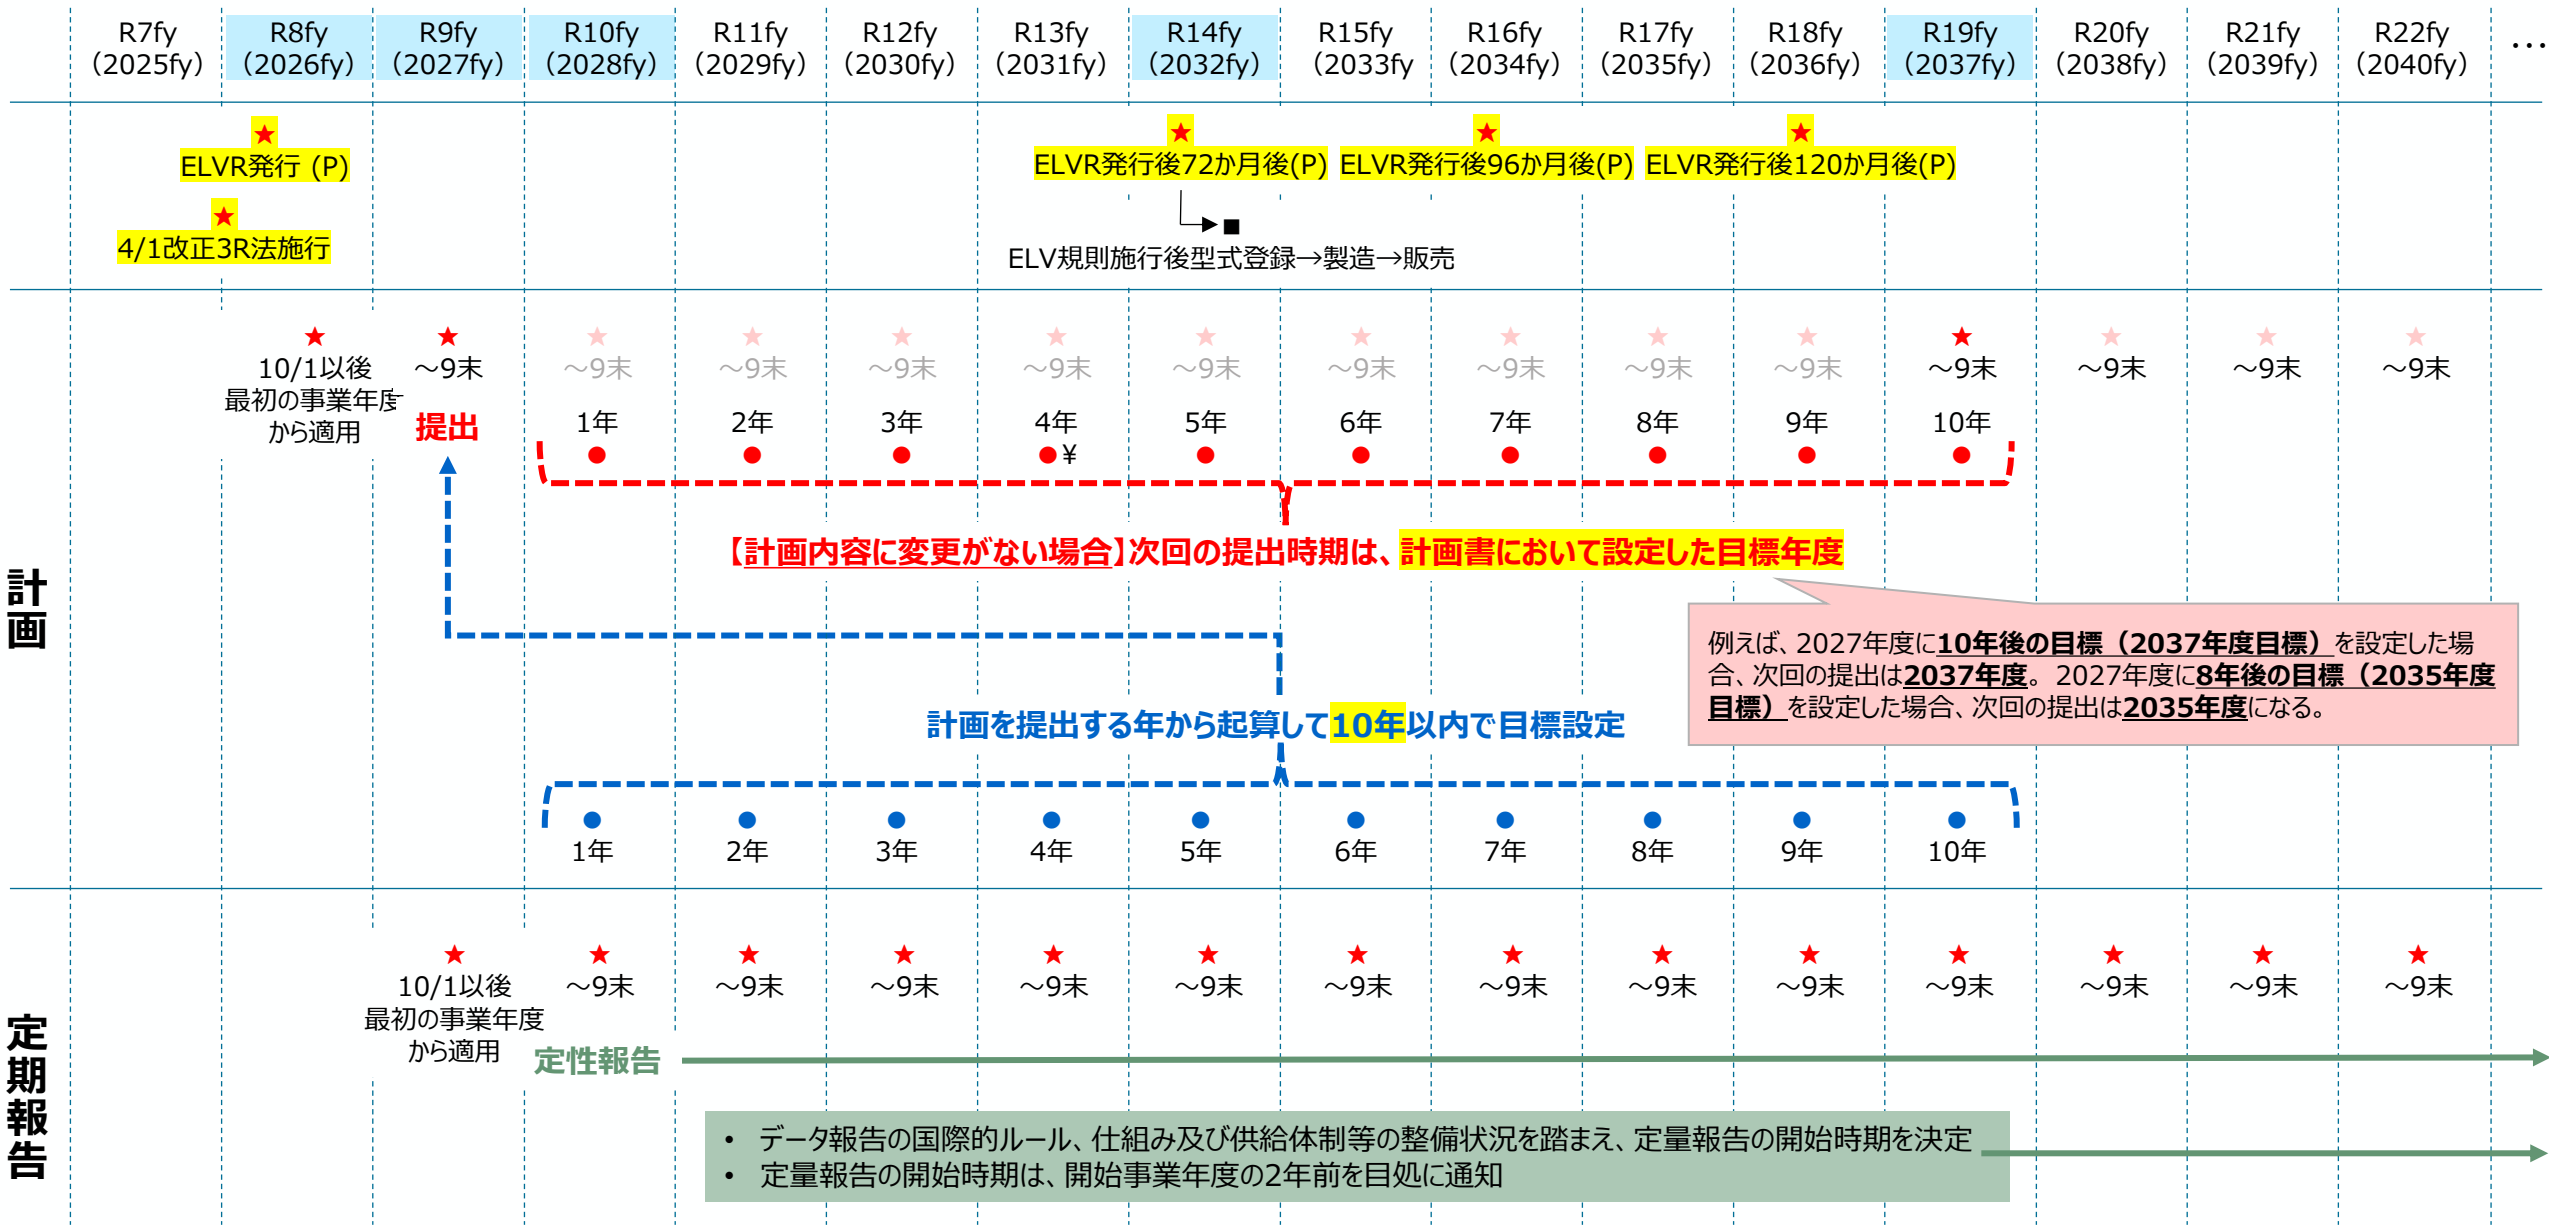 R7fy
（2025fy）
R8fy
（2026fy）
R9fy
（2027fy）
R10fy
（2028fy）
R11fy
（2029fy）
R12fy
（2030fy）
R13fy
（2031fy）
R14fy
（2032fy）
R15fy
（2033fy
R16fy
（2034fy）
R17fy
（2035fy）
R18fy
（2036fy）
R19fy
（2037fy）
R20fy
（2038fy）
R21fy
（2039fy）
R22fy
（2040fy）
…
★
ELVR発行 (P)
★
4/1改正3R法施行
★
ELVR発行後72か月後(P)
★
ELVR発行後96か月後(P)
★
ELVR発行後120か月後(P)
■
ELV規則施行後型式登録→製造→販売
計画
★
10/1以後
最初の事業年度
から適用
★
～9末
提出
★ ★ ★ ★ ★ ★ ★ ★ ★ ★ ★ ★ ★
～9末 ～9末 ～9末 ～9末 ～9末 ～9末 ～9末 ～9末 ～9末 ～9末 ～9末 ～9末 ～9末
1年 2年 3年 4年 5年 6年 7年 8年 9年 10年
● ● ● ●¥ ● ● ● ● ● ●
【計画内容に変更がない場合】次回の提出時期は、計画書において設定した目標年度
例えば、2027年度に10年後の目標（2037年度目標）を設定した場
合、次回の提出は2037年度。2027年度に8年後の目標（2035年度
目標）を設定した場合、次回の提出は2035年度になる。
計画を提出する年から起算して10年以内で目標設定
● ● ● ● ● ● ● ● ● ●
1年 2年 3年 4年 5年 6年 7年 8年 9年 10年
定期報告
★
10/1以後
最初の事業年度
から適用
★ ★ ★ ★ ★ ★ ★ ★ ★ ★ ★ ★ ★
～9末 ～9末 ～9末 ～9末 ～9末 ～9末 ～9末 ～9末 ～9末 ～9末 ～9末 ～9末 ～9末
定性報告
• データ報告の国際的ルール、仕組み及び供給体制等の整備状況を踏まえ、定量報告の開始時期を決定
• 定量報告の開始時期は、開始事業年度の2年前を目処に通知